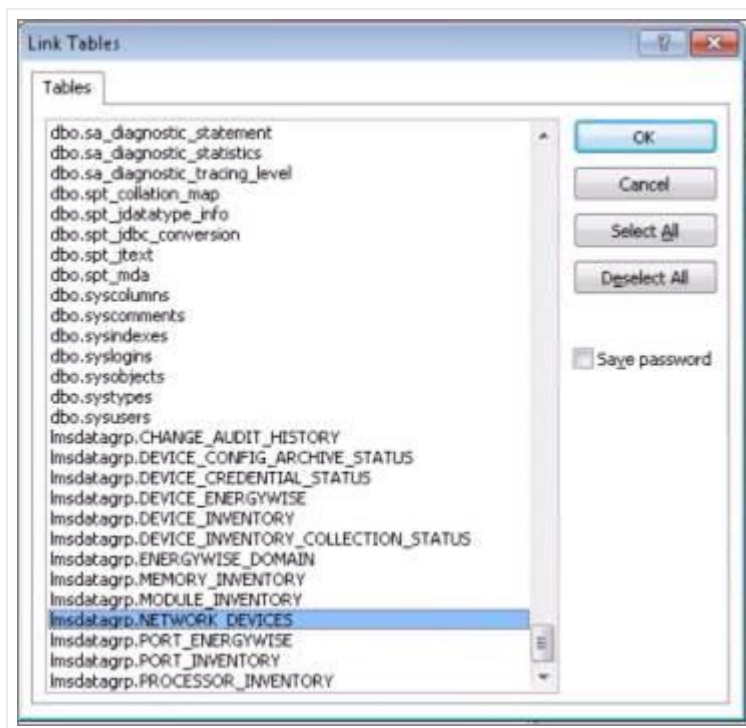 Link Tables
Tables
dbo.sa_diagnostic_statement
dbo.sa_diagnostic_statistics
dbo.sa_diagnostic_tracing_level
dbo.spt_collation_map
dbo.spt_jdatatype_info
dbo.spt_jdbc_conversion
dbo.spt_jtext
dbo.spt_mda
dbo.syscolumns
dbo.syscomments
dbo.sysindexes
dbo.syslogins
dbo.sysobjects
dbo.systypes
dbo.sysusers
lmsdatagrp.CHANGE_AUDIT_HISTORY
lmsdatagrp.DEVICE_CONFIG_ARCHIVE_STATUS
lmsdatagrp.DEVICE_CREDENTIAL_STATUS
lmsdatagrp.DEVICE_ENERGYWISE
lmsdatagrp.DEVICE_INVENTORY
lmsdatagrp.DEVICE_INVENTORY_COLLECTION_STATUS
lmsdatagrp.ENERGYWISE_DOMAIN
lmsdatagrp.MEMORY_INVENTORY
lmsdatagrp.MODULE_INVENTORY
lmsdatagrp.NETWORK_DEVICES
lmsdatagrp.PORT_ENERGYWISE
lmsdatagrp.PORT_INVENTORY
lmsdatagrp.PROCESSOR_INVENTORY
OK
Cancel
Select All
Deselect All
Save password